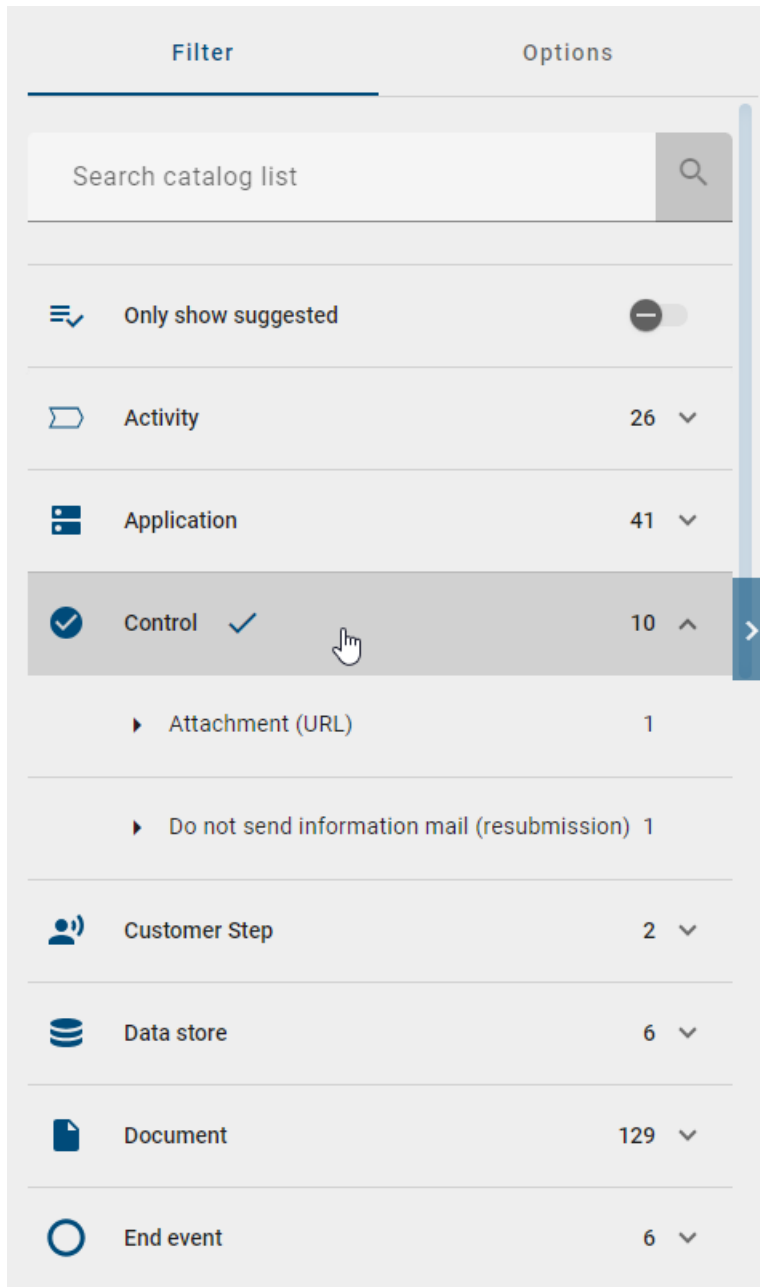 Filter Options
Search catalog list
Only show suggested
Activity 26
Application 41
Control 10
Attachment (URL) 1
Do not send information mail (resubmission) 1
Customer Step 2
Data store 6
Document 129
End event 6